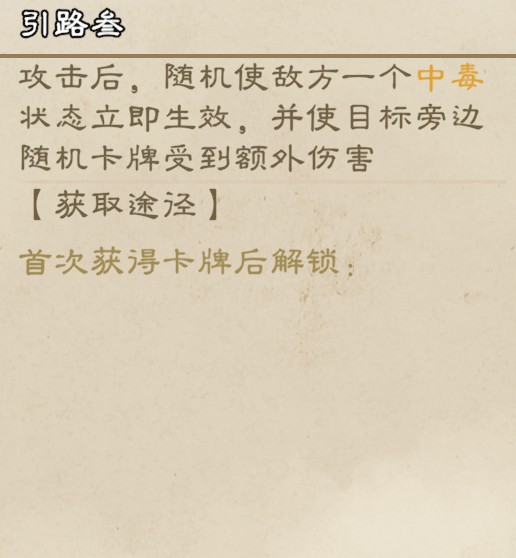 引路叁
攻击后，随机使敌方一个中毒
状态立即生效，并使目标旁边
随机卡牌受到额外伤害
【获取途径】
首次获得卡牌后解锁：